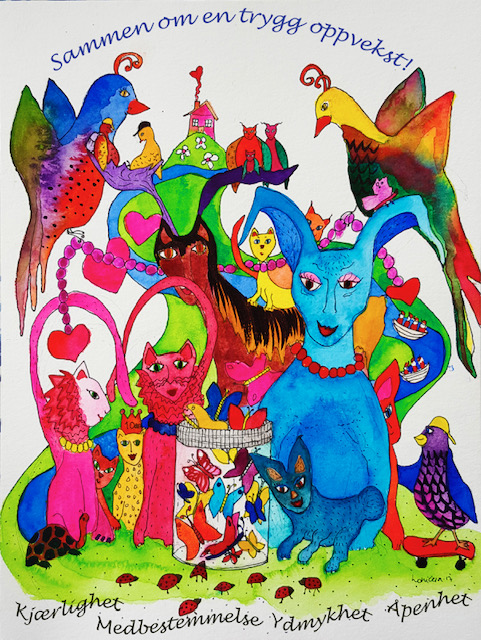 Sammen om en trygg oppvekst!
Kjærlighet Medbestemmelse Ydmykhet Åpenhet